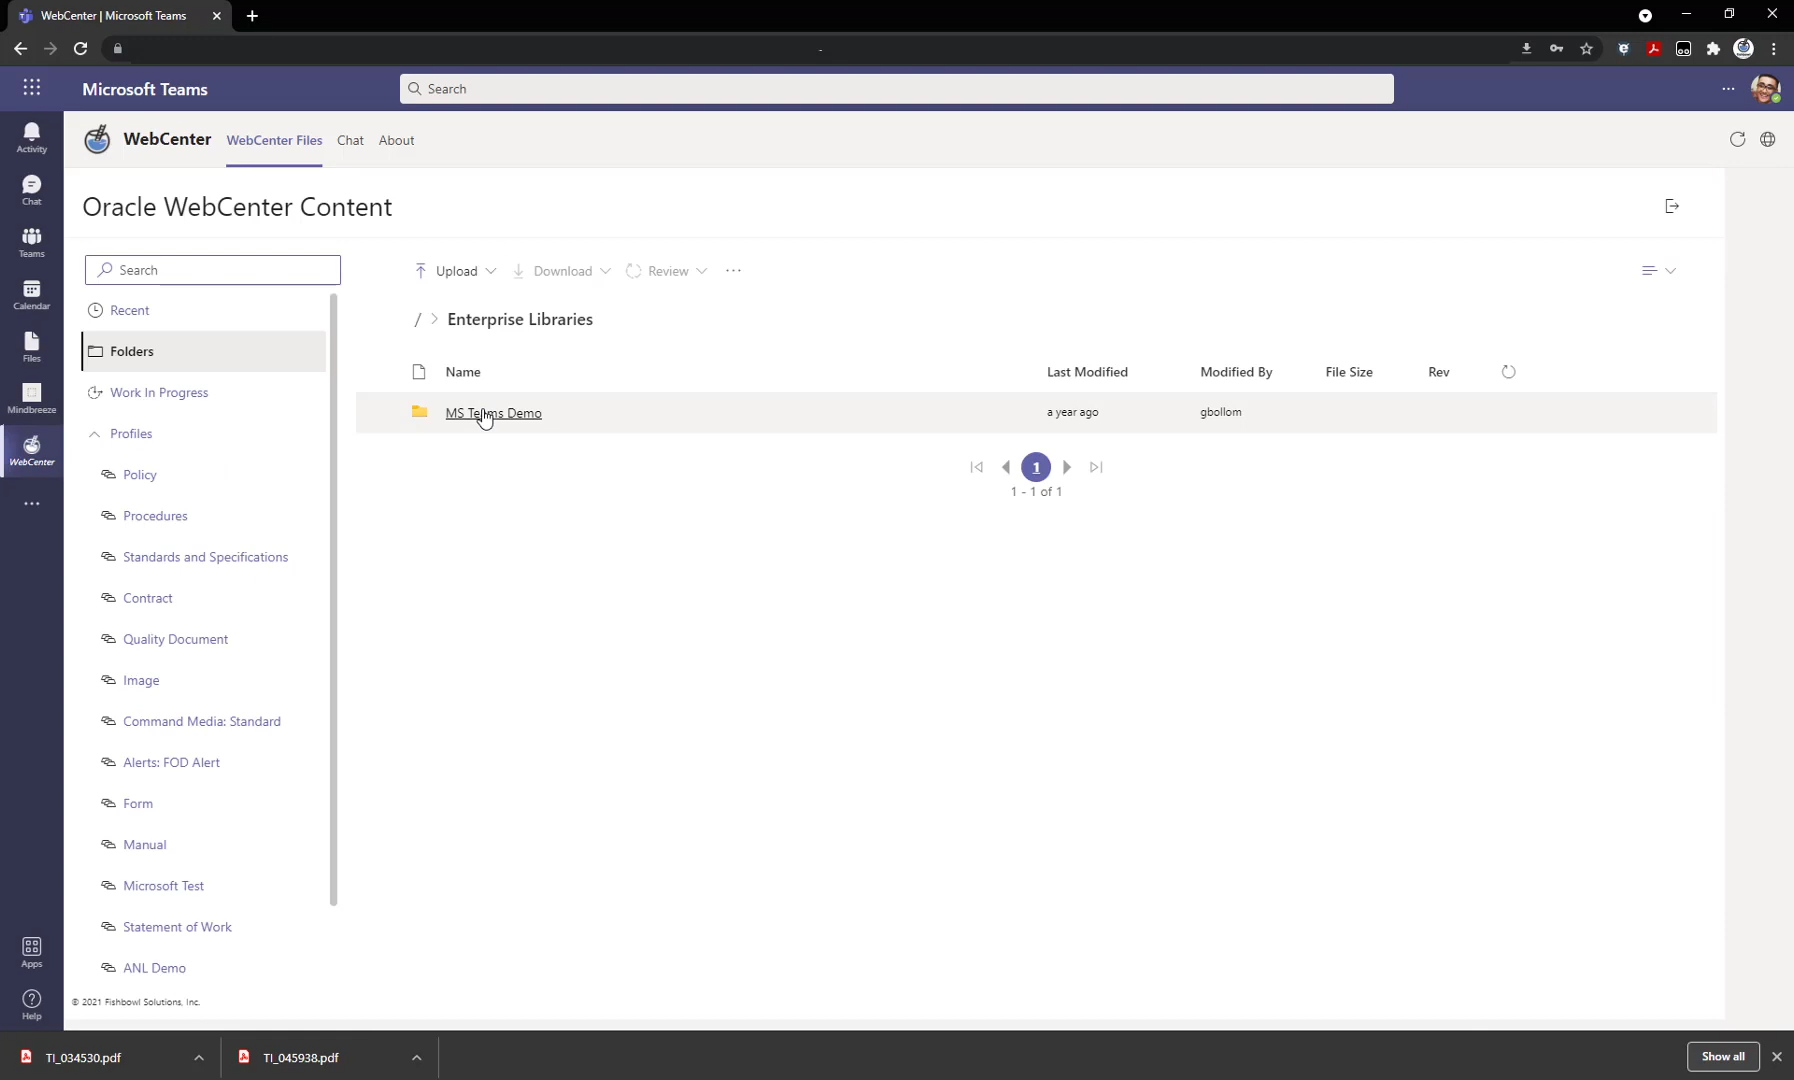 WebCenter | Microsoft Teams
Microsoft Teams
Search
Activity
Chat
Teams
Calendar
Files
Mindbreeze
WebCenter
Apps
Help
WebCenter
WebCenter Files
Chat
About
Oracle WebCenter Content
Search
Recent
Folders
Work In Progress
Profiles
Policy
Procedures
Standards and Specifications
Contract
Quality Document
Image
Command Media: Standard
Alerts: FOD Alert
Form
Manual
Microsoft Test
Statement of Work
ANL Demo
© 2021 Fishbowl Solutions, Inc.
Upload
Download
Review
/ > Enterprise Libraries
Name Last Modified Modified By File Size Rev
MS Teams Demo a year ago gbollom
1
1 - 1 of 1
TI_034530.pdf
TI_045938.pdf
Show all